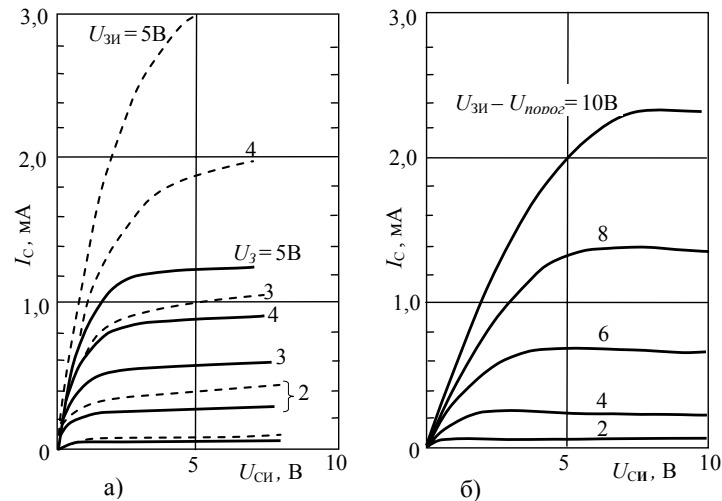 3,0
U_ЗИ = 5В
4
2,0
U_З = 5В
3
4
1,0
3
2
0
5
10
I_С, мА
U_СИ, В
а)
3,0
U_ЗИ – U_порог = 10В
2,0
8
1,0
6
4
2
0
5
10
I_С, мА
U_СИ, В
б)